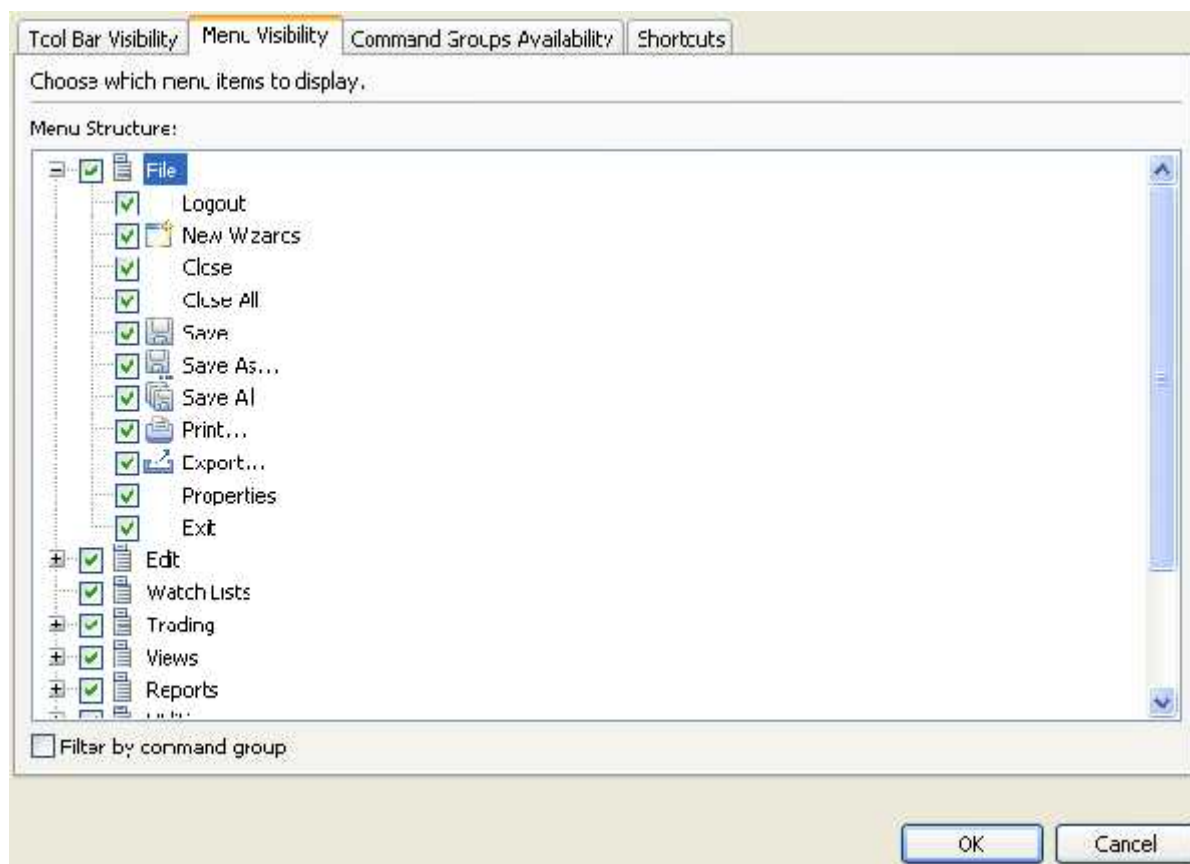 Tool Bar Visibility Menu Visibility Command Groups Availability Shortcuts
Choose which menu items to display.
Menu Structure:
File
Logout
New Wizards
Close
Close All
Save
Save As...
Save All
Print...
Export...
Properties
Exit
Edit
Watch Lists
Trading
Views
Reports
Filter by command group
OK Cancel